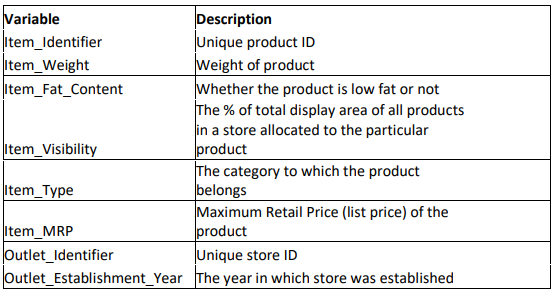 Variable Description
Item_Identifier Unique product ID
Item_Weight Weight of product
Item_Fat_Content Whether the product is low fat or not
The % of total display area of all products
in a store allocated to the particular
Item_Visibility product
The category to which the product
Item_Type belongs
Maximum Retail Price (list price) of the
Item_MRP product
Outlet_Identifier Unique store ID
Outlet_Establishment_Year The year in which store was established